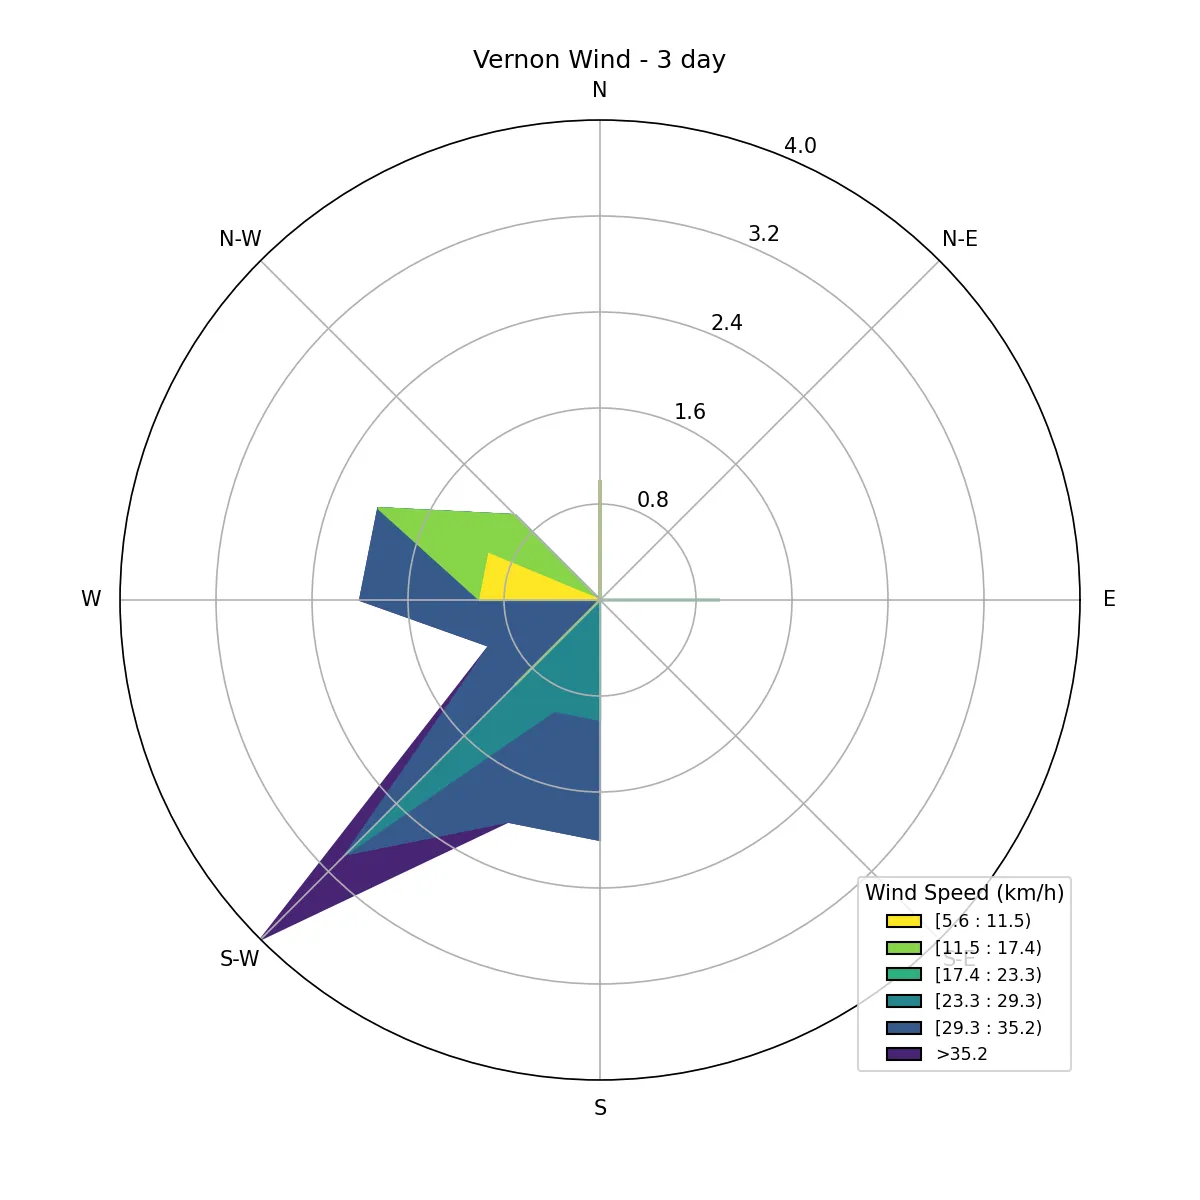 Vernon Wind - 3 day
N
4.0
N-W
3.2
N-E
2.4
1.6
0.8
W
E
S-W
S-E
Wind Speed (km/h)
[5.6 : 11.5)
[11.5 : 17.4)
[17.4 : 23.3)
[23.3 : 29.3)
[29.3 : 35.2)
>35.2
S